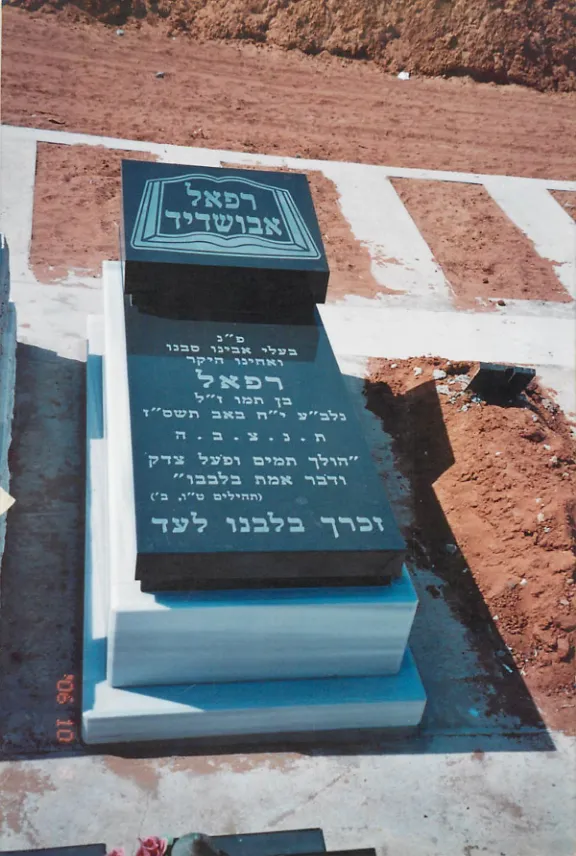 רפאל
אבושדיד
פ"נ
בעלי אבינו סבנו
ואחינו היקר
רפאל
בן תמו ז"ל
נלב"ע י"ח באב תשס"ז
ת . נ . צ . ב . ה
"הולך תמים ופעל צדק
ודבר אמת בלבבו"
(תהילים ט"ו, ב')
זכרך בלבנו לעד
'06 10